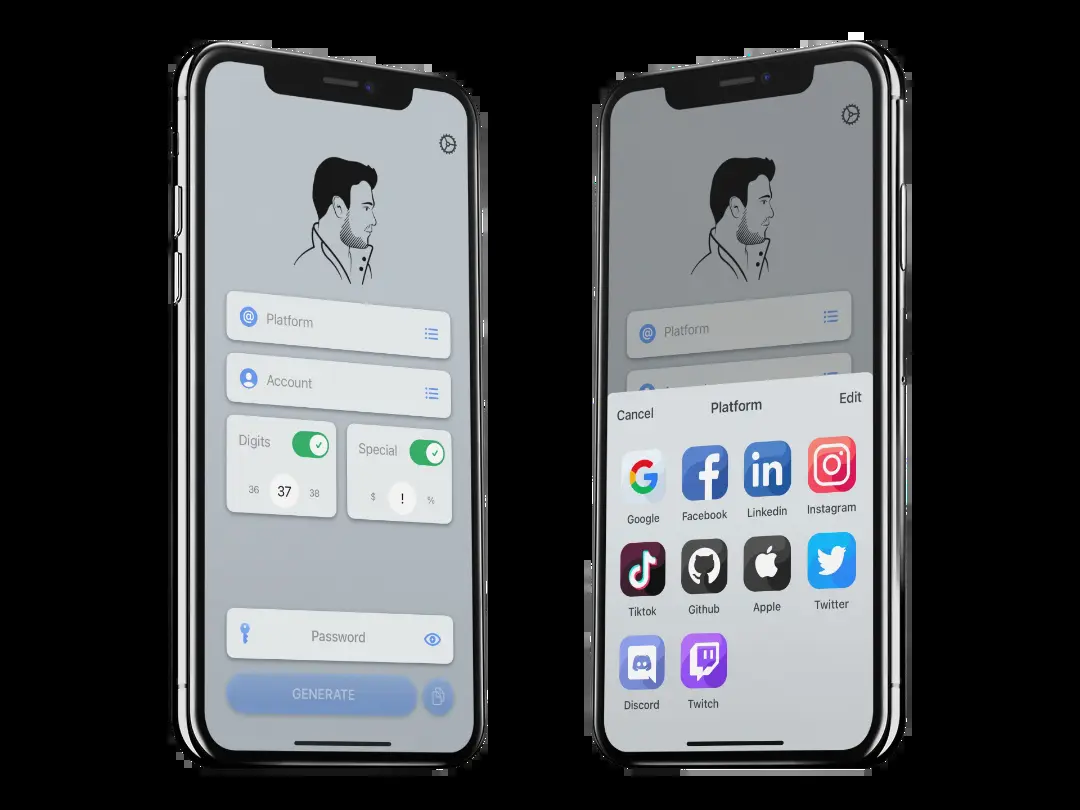 Platform
Account
Digits
Special
36 37 38
$ ! %
Password
GENERATE
Platform
Cancel Platform Edit
Google Facebook Linkedin Instagram
Tiktok Github Apple Twitter
Discord Twitch